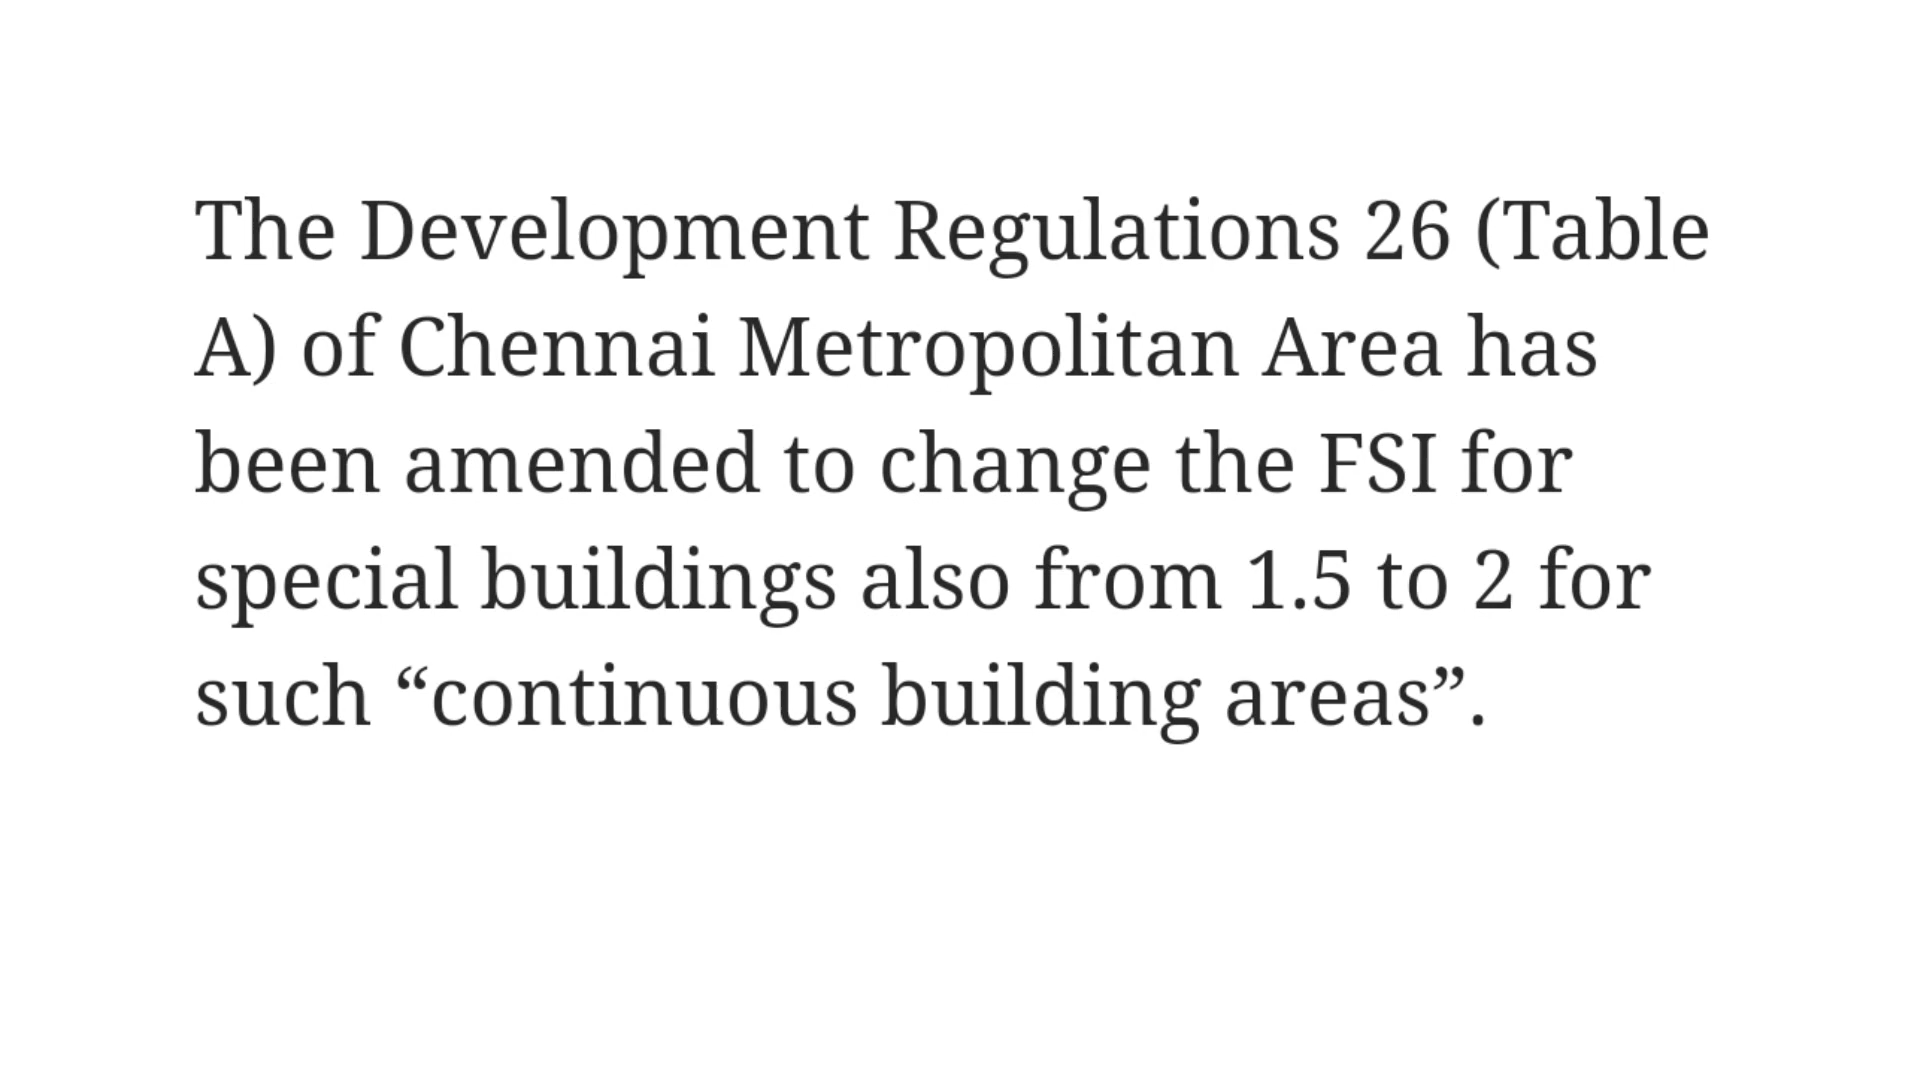 The Development Regulations 26 (Table
A) of Chennai Metropolitan Area has
been amended to change the FSI for
special buildings also from 1.5 to 2 for
such “continuous building areas”.